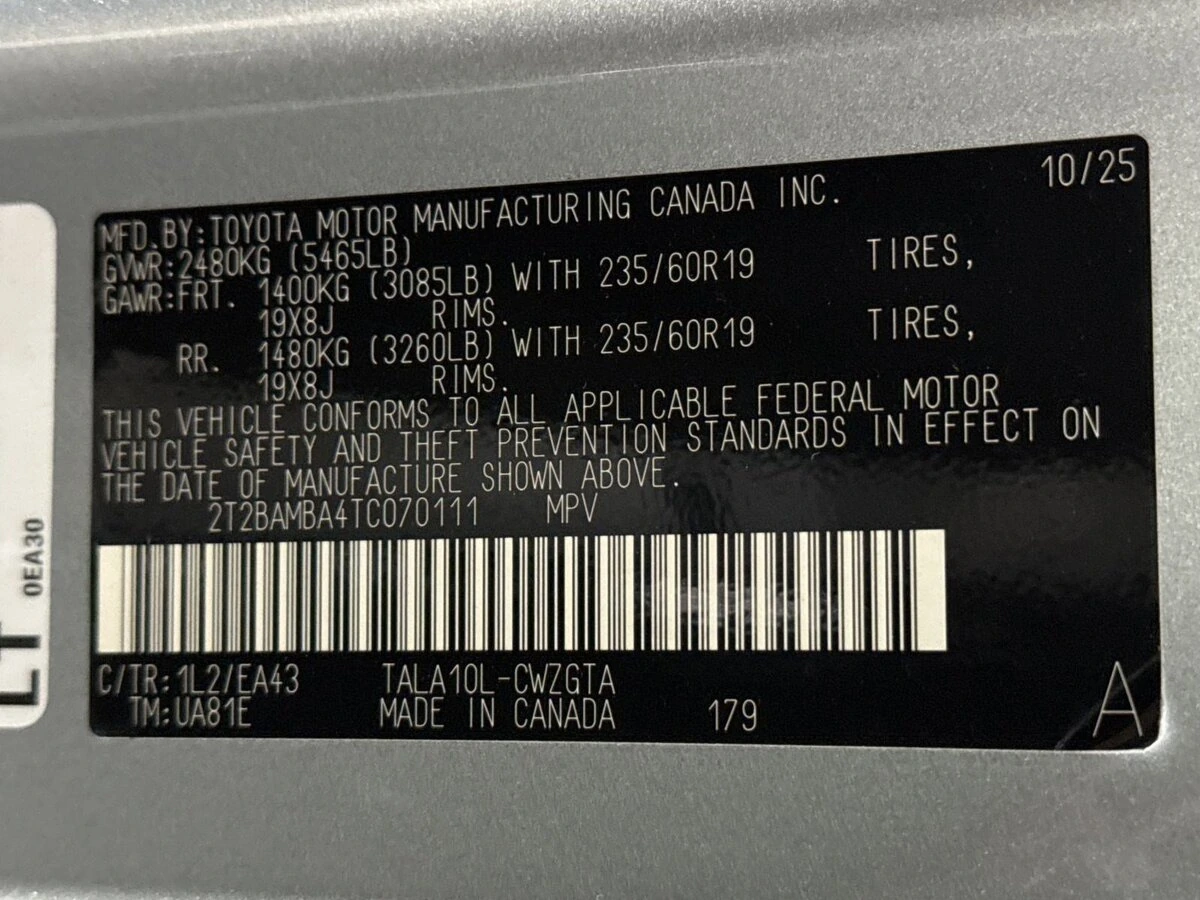 10/25
MFD.BY:TOYOTA MOTOR MANUFACTURING CANADA INC.
GVWR:2480KG (5465LB)
GAWR:FRT. 1400KG (3085LB) WITH 235/60R19 TIRES,
19X8J RIMS.
RR. 1480KG (3260LB) WITH 235/60R19 TIRES,
19X8J RIMS.
THIS VEHICLE CONFORMS TO ALL APPLICABLE FEDERAL MOTOR
VEHICLE SAFETY AND THEFT PREVENTION STANDARDS IN EFFECT ON
THE DATE OF MANUFACTURE SHOWN ABOVE.
2T2BAMBA4TC070111 MPV
C/TR:1L2/EA43 TALA10L-CWZGTA
TM:UA81E MADE IN CANADA 179
A
0EA30